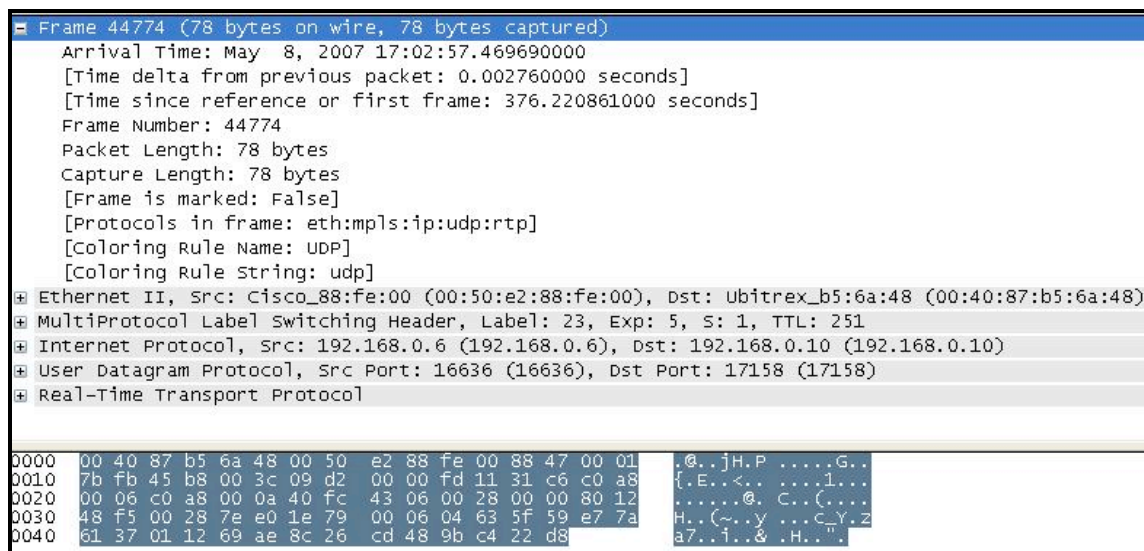 Frame 44774 (78 bytes on wire, 78 bytes captured)
Arrival Time: May  8, 2007 17:02:57.469690000
[Time delta from previous packet: 0.002760000 seconds]
[Time since reference or first frame: 376.220861000 seconds]
Frame Number: 44774
Packet Length: 78 bytes
Capture Length: 78 bytes
[Frame is marked: False]
[Protocols in frame: eth:mpls:ip:udp:rtp]
[Coloring Rule Name: UDP]
[Coloring Rule String: udp]
Ethernet II, Src: Cisco_88:fe:00 (00:50:e2:88:fe:00), Dst: Ubitrex_b5:6a:48 (00:40:87:b5:6a:48)
MultiProtocol Label Switching Header, Label: 23, Exp: 5, S: 1, TTL: 251
Internet Protocol, Src: 192.168.0.6 (192.168.0.6), Dst: 192.168.0.10 (192.168.0.10)
User Datagram Protocol, Src Port: 16636 (16636), Dst Port: 17158 (17158)
Real-Time Transport Protocol
0000  00 40 87 b5 6a 48 00 50  e2 88 fe 00 88 47 00 01  .@..jH.P .....G..
0010  7b fb 45 b8 00 3c 09 d2  00 00 fd 11 31 c6 c0 a8  {.E..<.. ....1...
0020  00 06 c0 a8 00 0a 40 fc  43 06 00 28 00 00 80 12  ......@. C..(....
0030  48 f5 00 28 7e e0 1e 79  00 06 04 63 5f 59 e7 7a  H..(~..y ...c_Y.z
0040  61 37 01 12 69 ae 8c 26  cd 48 9b c4 22 d8  a7..i..& .H..".